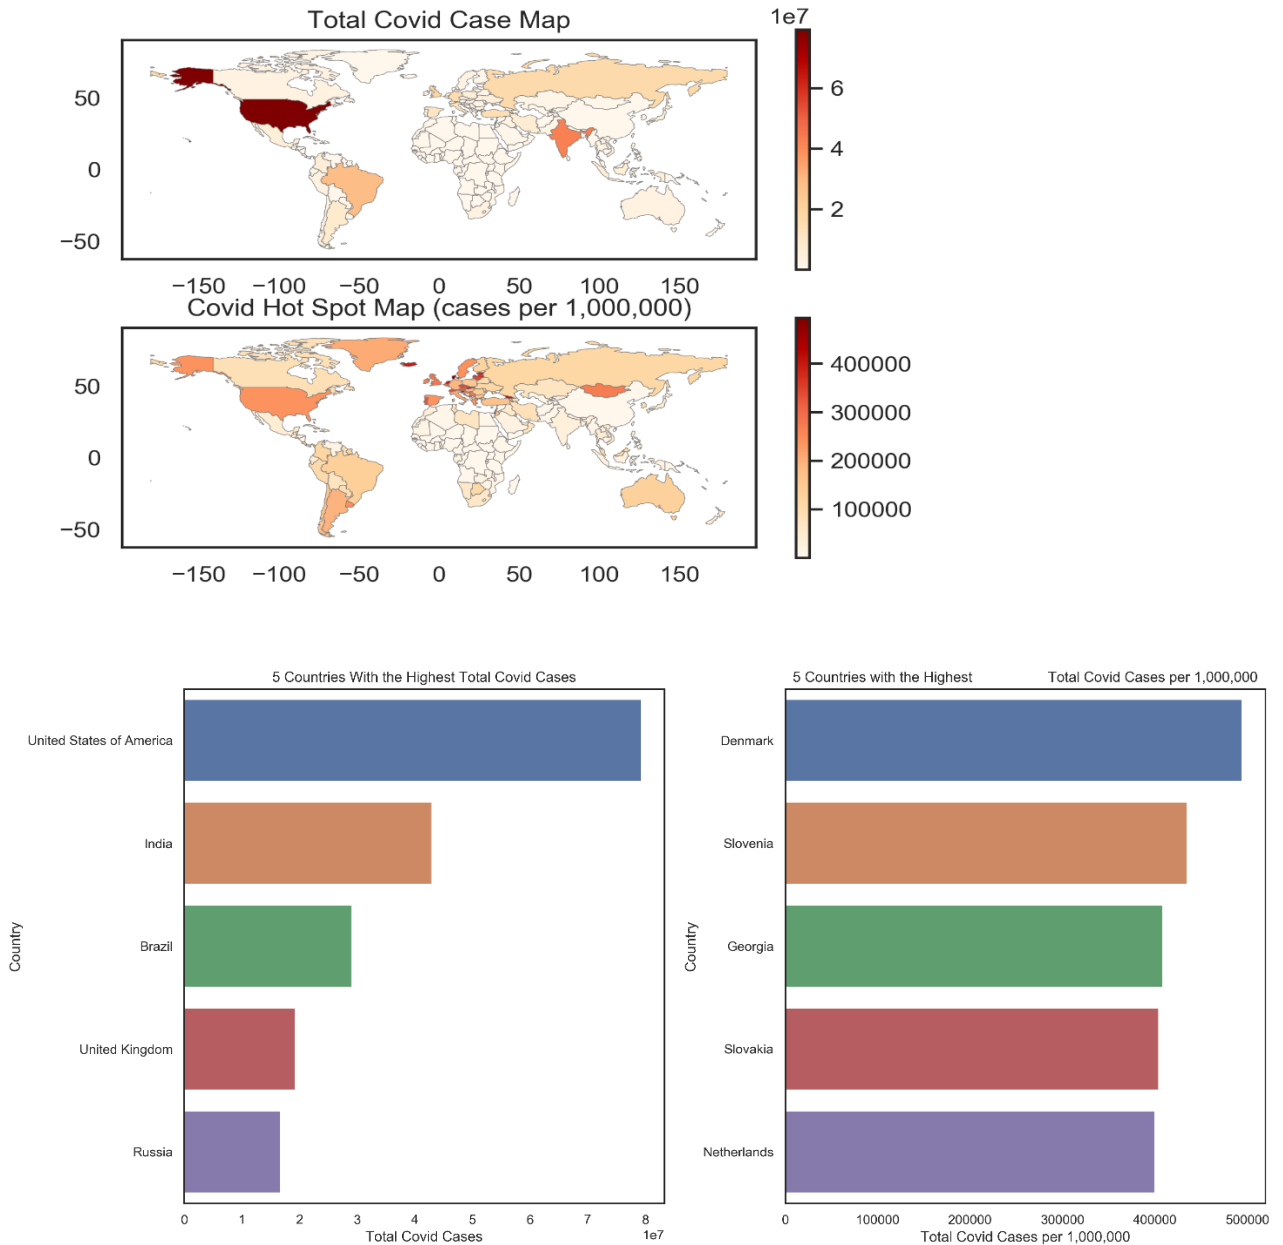 Total Covid Case Map
1e7
50
0
−50
6
4
2
−150 −100 −50 0 50 100 150
Covid Hot Spot Map (cases per 1,000,000)
50
0
−50
400000
300000
200000
100000
−150 −100 −50 0 50 100 150
5 Countries With the Highest Total Covid Cases
United States of America
India
Brazil
United Kingdom
Russia
Country
0 1 2 3 4 5 6 7 8
Total Covid Cases
1e7
5 Countries with the Highest Total Covid Cases per 1,000,000
Denmark
Slovenia
Georgia
Slovakia
Netherlands
Country
0 100000 200000 300000 400000 500000
Total Covid Cases per 1,000,000